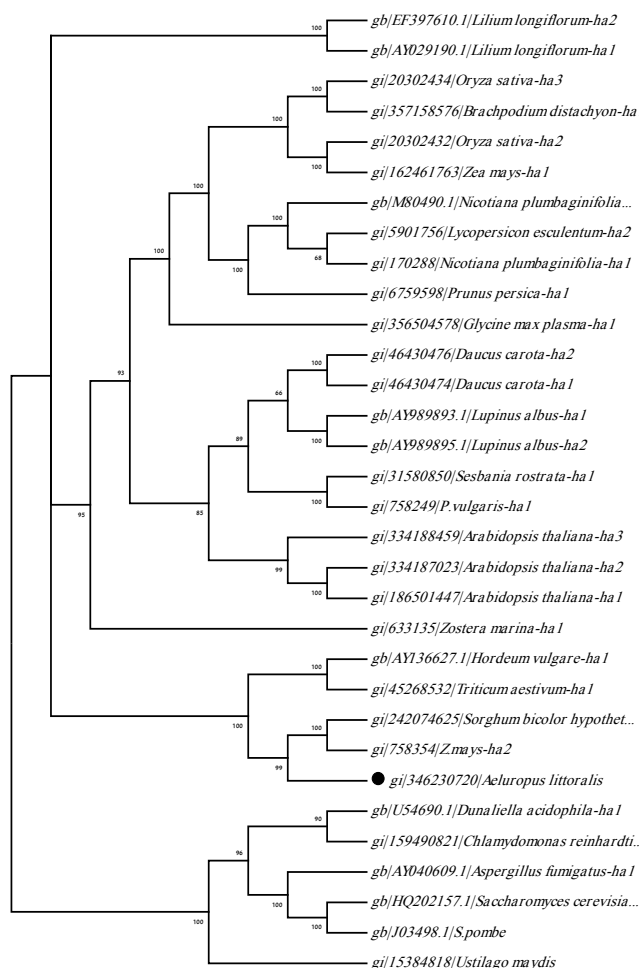 gb|EF397610.1|Lilium longiflorum-ha2
100
gb|AY029190.1|Lilium longiflorum-ha1
gi|20302434|Oryza sativa-ha3
100
gi|357158576|Brachpodium distachyon-ha
100
gi|20302432|Oryza sativa-ha2
100
gi|162461763|Zea mays-ha1
100
gb|M80490.1|Nicotiana plumbaginifolia...
100
gi|5901756|Lycopersicon esculentum-ha2
68
gi|170288|Nicotiana plumbaginifolia-ha1
100
100
gi|6759598|Prunus persica-ha1
gi|356504578|Glycine max plasma-ha1
93
gi|46430476|Daucus carota-ha2
100
gi|46430474|Daucus carota-ha1
66
gb|AY989893.1|Lupinus albus-ha1
100
gb|AY989895.1|Lupinus albus-ha2
89
gi|31580850|Sesbania rostrata-ha1
100
gi|758249|P.vulgaris-ha1
95
85
gi|334188459|Arabidopsis thaliana-ha3
99
gi|334187023|Arabidopsis thaliana-ha2
100
gi|186501447|Arabidopsis thaliana-ha1
gi|633135|Zostera marina-ha1
gb|AY136627.1|Hordeum vulgare-ha1
100
gi|45268532|Triticum aestivum-ha1
100
gi|242074625|Sorghum bicolor hypothet...
100
gi|758354|Z.mays-ha2
99
gi|346230720|Aeluropus littoralis
gb|U54690.1|Dunaliella acidophila-ha1
90
gi|159490821|Chlamydomonas reinhardti...
96
gb|AY040609.1|Aspergillus fumigatus-ha1
100
gb|HQ202157.1|Saccharomyces cerevisia...
100
gb|J03498.1|S.pombe
100
gi|15384818|Ustilago maydis